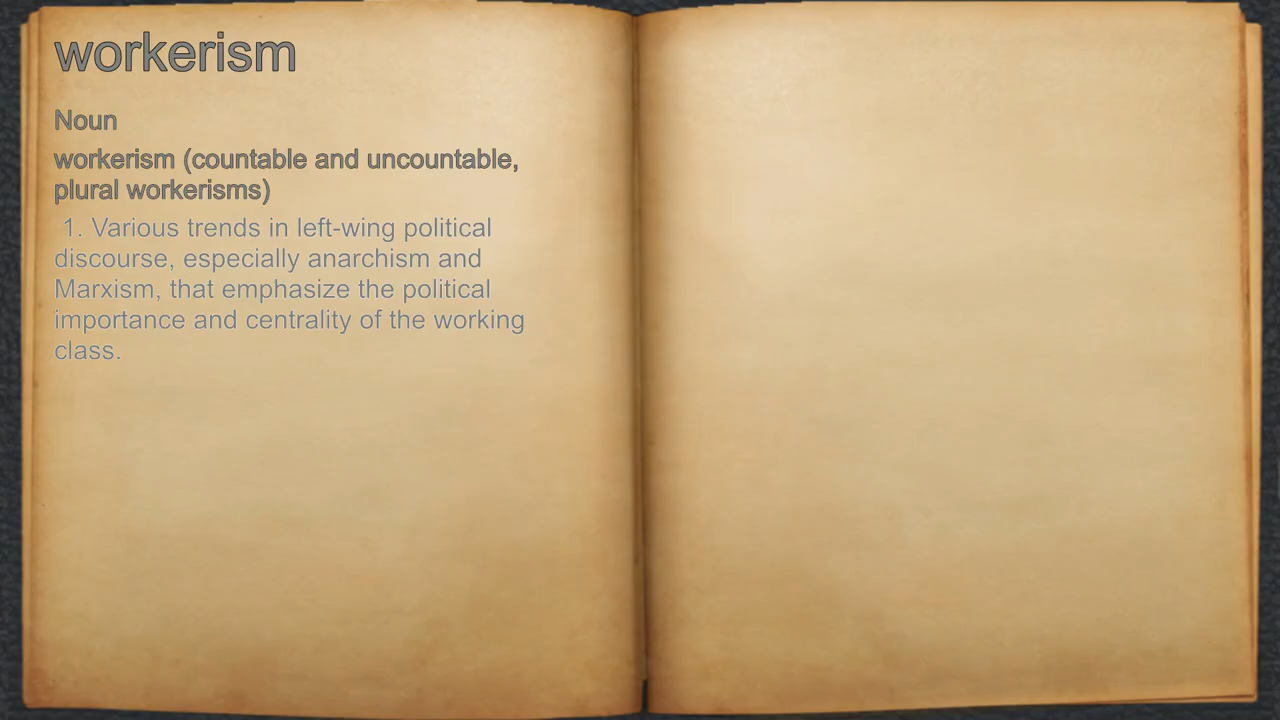 workerism
Noun
workerism (countable and uncountable,
plural workerisms)
1. Various trends in left-wing political
discourse, especially anarchism and
Marxism, that emphasize the political
importance and centrality of the working
class.